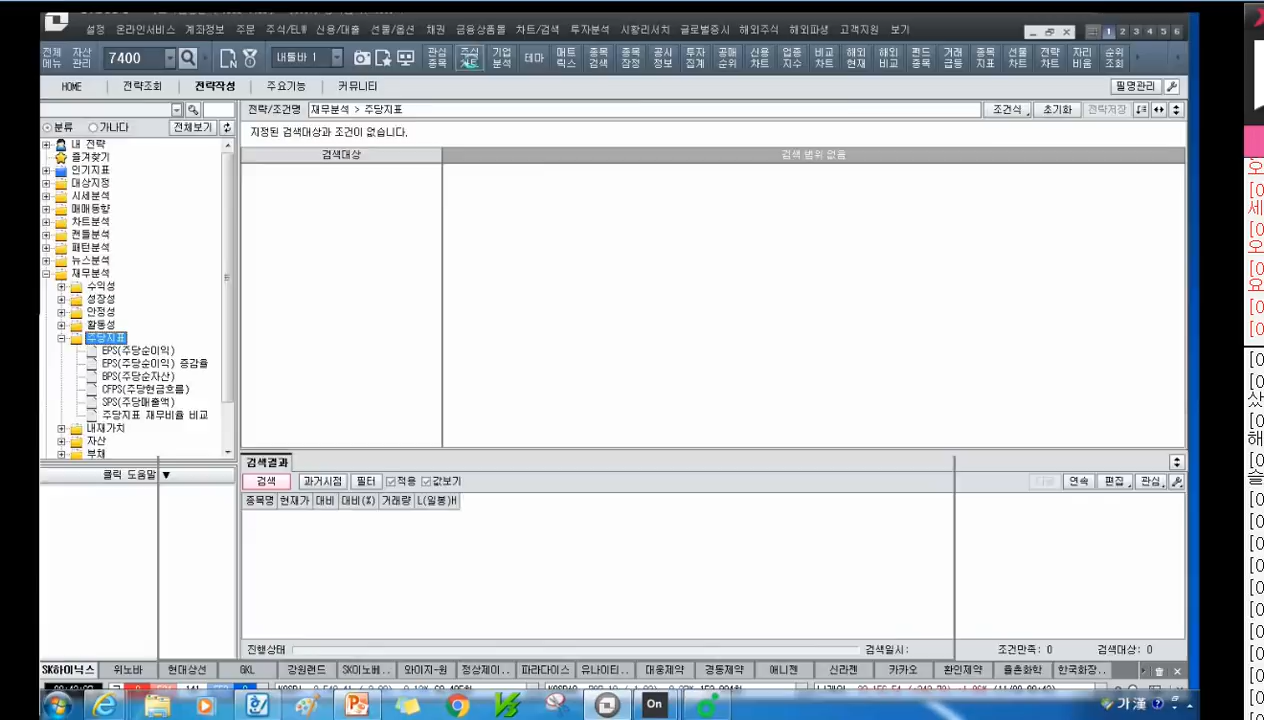 설정 온라인서비스 계좌정보 주문 주식/ELW 신용/대출 선물/옵션 채권 금융상품몰 차트/검색 투자분석 시황리서치 글로벌증시 해외주식 해외파생 고객지원 보기
1 2 3 4 5 6
전체메뉴 자산관리 7400 내툴바 1 관심종목 주식차트 기업분석 테마 매트릭스 종목검색 종목잠정 공시정보 투자집계 공매순위 신용차트 업종지수 비교차트 해외현재 해외비교 펀드종목 거래급등 종목지표 선물차트 전략차트 자리비움 순위조회
HOME 전략조회 전략작성 주요기능 커뮤니티 필명관리
전략/조건명 재무분석 > 주당지표 조건식 초기화 전략저장
분류 가나다 전체보기
지정된 검색대상과 조건이 없습니다.
검색대상 검색 범위 없음
내 전략
즐겨찾기
인기지표
대상지정
시세분석
매매동향
차트분석
캔들분석
패턴분석
뉴스분석
재무분석
수익성
성장성
안정성
활동성
주당지표
EPS(주당순이익)
EPS(주당순이익) 증감율
BPS(주당순자산)
CFPS(주당현금흐름)
SPS(주당매출액)
주당지표 재무비율 비교
내재가치
자산
부채
클릭 도움말 ▼
검색결과
검색 과거시점 필터 적용 값보기 연속 편집 관심
종목명 현재가 대비 대비(%) 거래량 L(일봉)H
진행상태 검색일시: 조건만족: 0 검색대상: 0
SK하이닉스 위노바 현대상선 GKL 강원랜드 SK이노베.. 와이지-원 정상제이.. 파라다이스 유나이티.. 대웅제약 경동제약 애니젠 신라젠 카카오 환인제약 율촌화학 한국화장..
On
가 漢